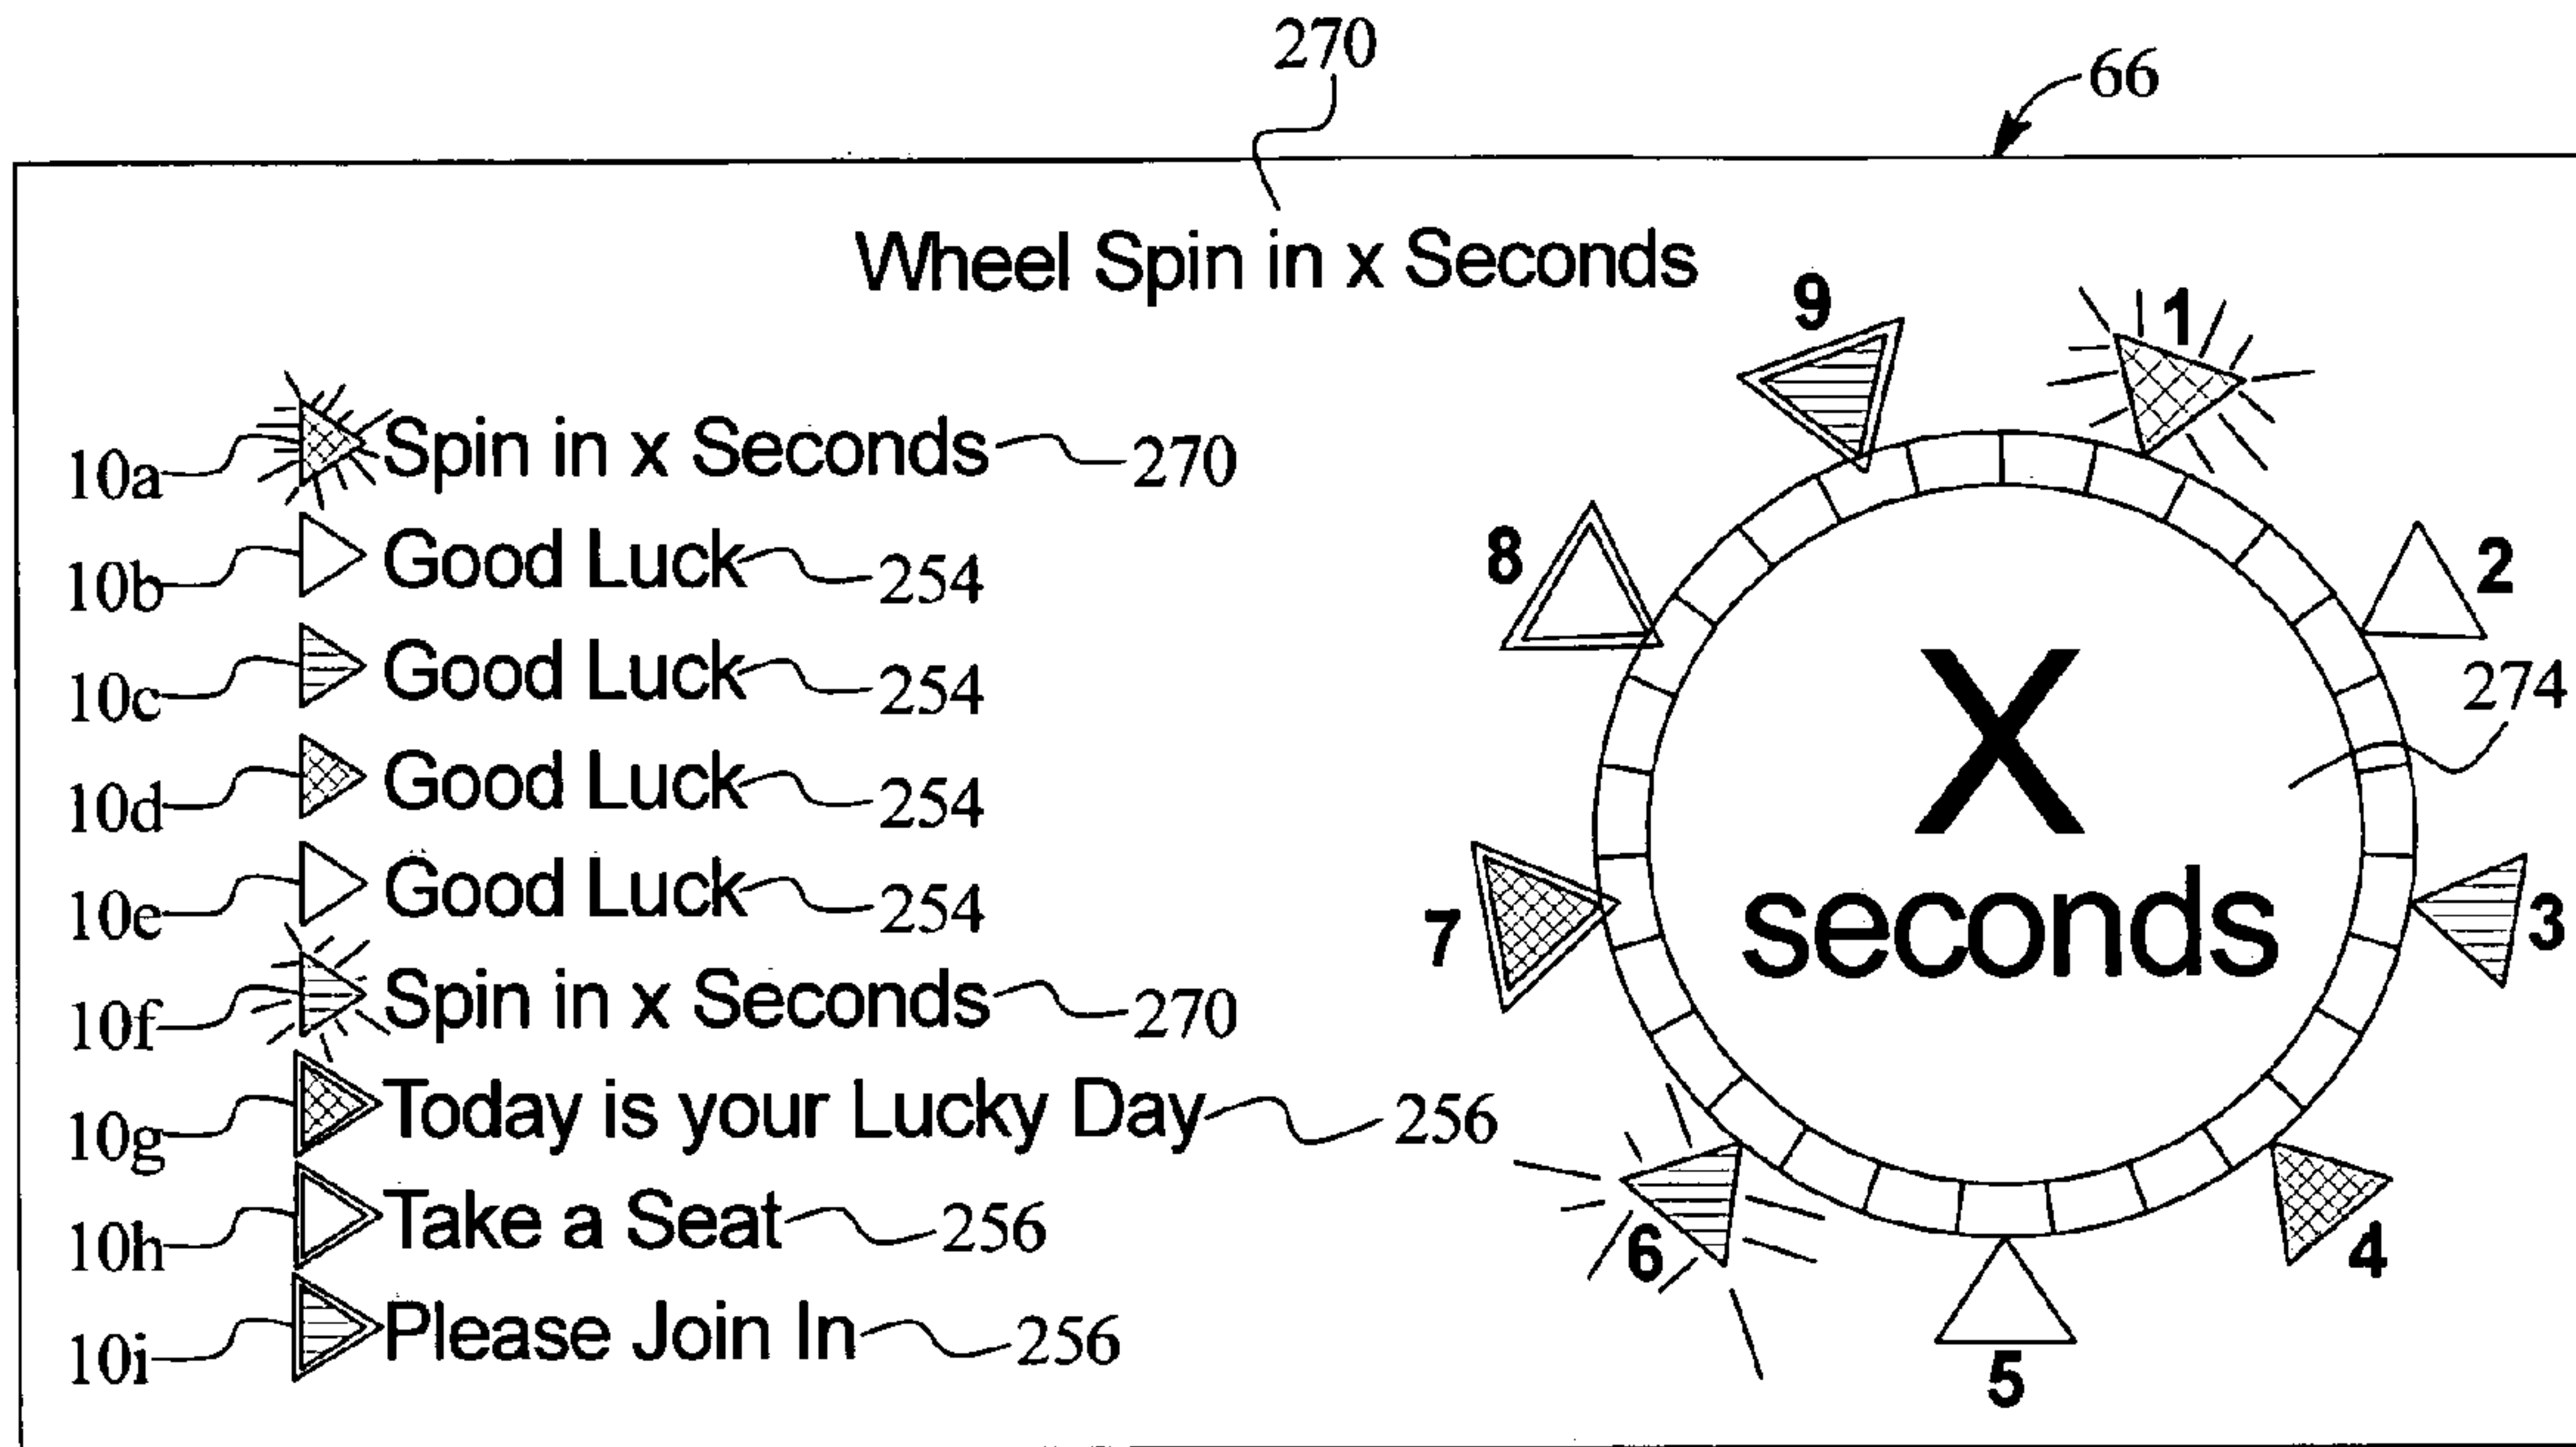 270
66
Wheel Spin in x Seconds
9 1
10a Spin in x Seconds 270
10b Good Luck 254
8 2
10c Good Luck 254
X 274
10d Good Luck 254
10e Good Luck 254
7 seconds 3
10f Spin in x Seconds 270
10g Today is your Lucky Day 256
10h Take a Seat 256
6 4
10i Please Join In 256
5